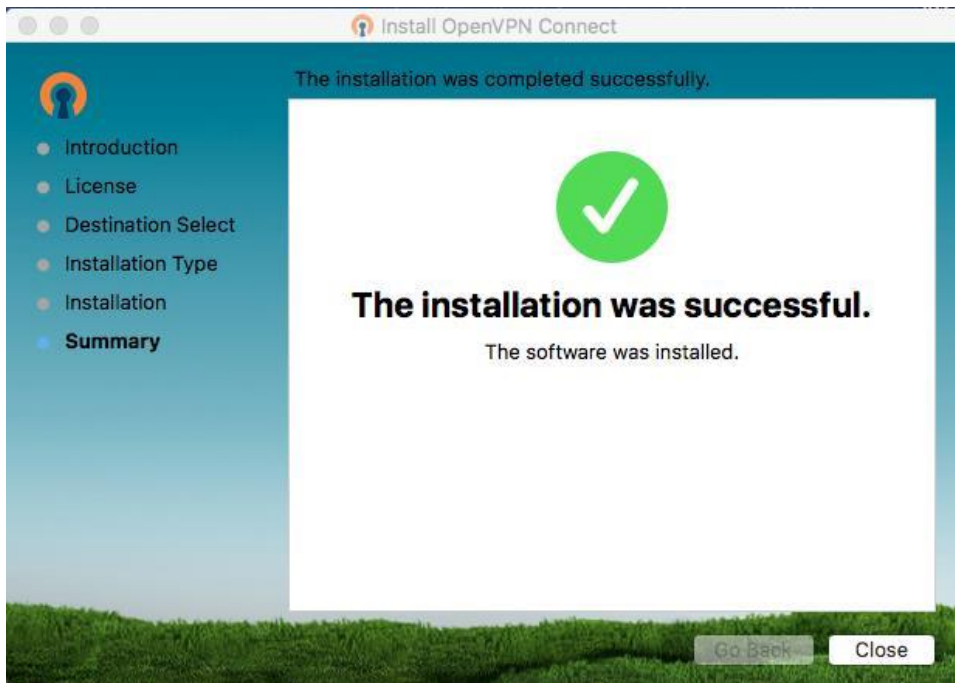 Install OpenVPN Connect
The installation was completed successfully.
Introduction
License
Destination Select
Installation Type
Installation
Summary
The installation was successful.
The software was installed.
Go Back
Close